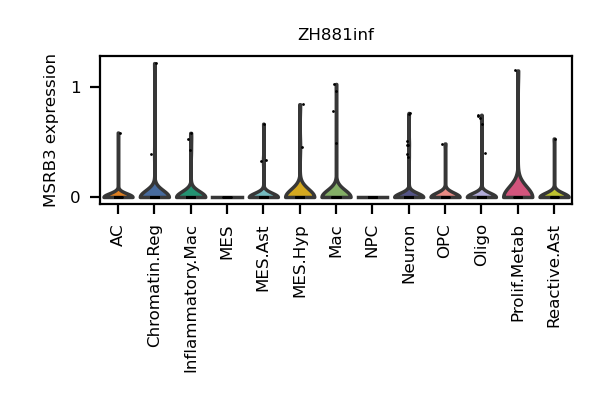 ZH881inf
MSRB3 expression
1
0
AC
Chromatin.Reg
Inflammatory.Mac
MES
MES.Ast
MES.Hyp
Mac
NPC
Neuron
OPC
Oligo
Prolif.Metab
Reactive.Ast